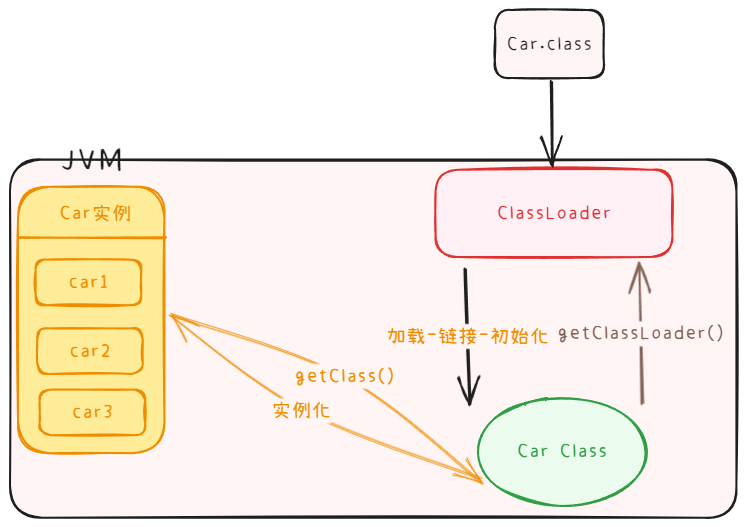 Car.class
JVM
Car实例
ClassLoader
car1
加载-链接-初始化
getClassLoader()
car2
getClass()
实例化
car3
Car Class